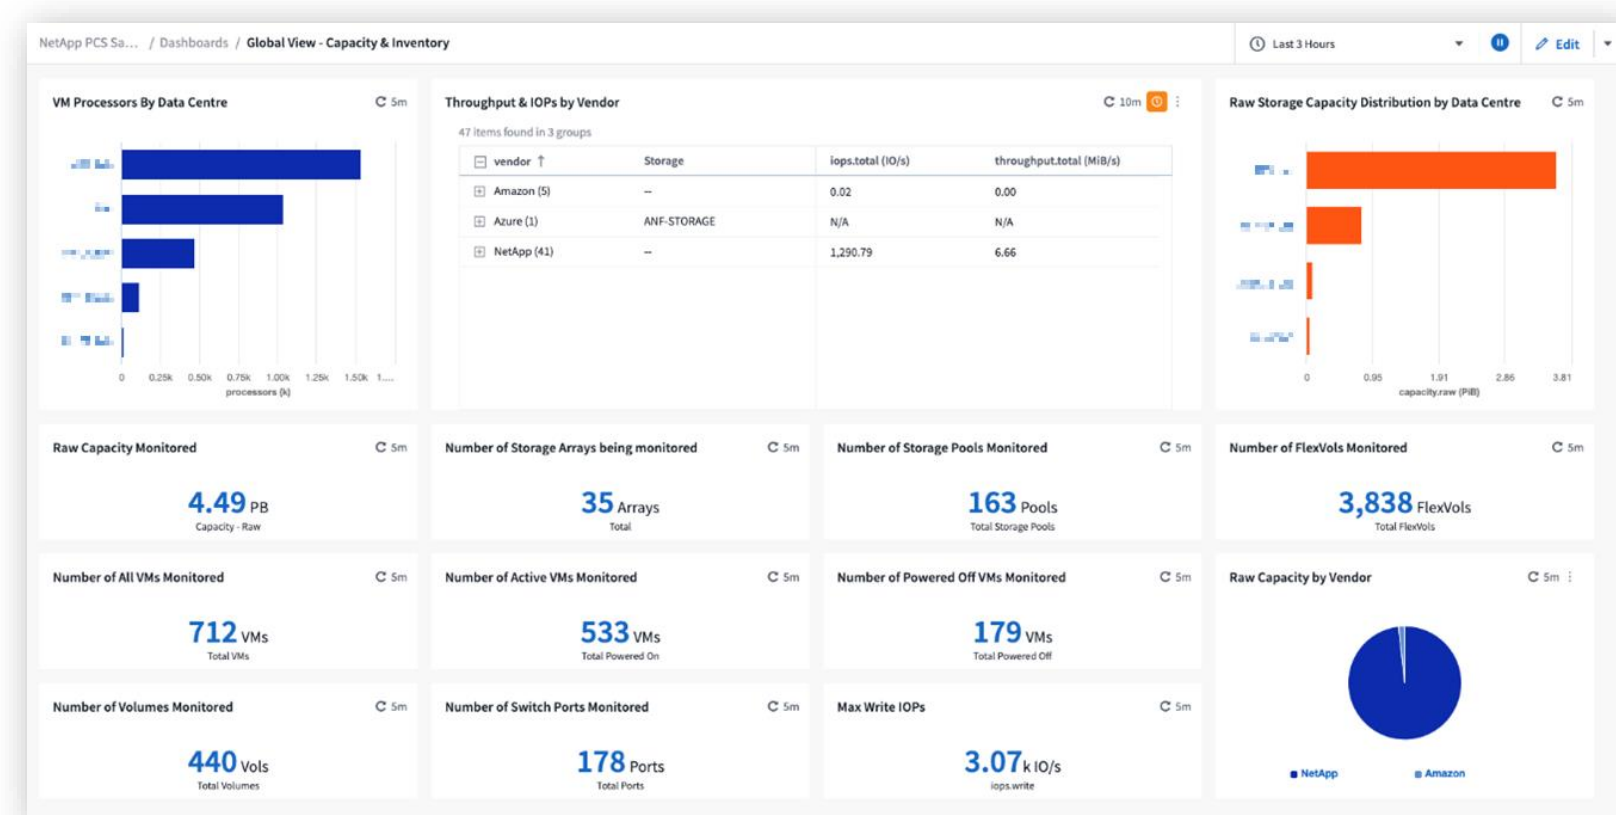 NetApp PCS Sa... / Dashboards / Global View - Capacity & Inventory
Last 3 Hours
Edit
VM Processors By Data Centre
5m
0 0.25k 0.50k 0.75k 1.00k 1.25k 1.50k 1....
processors (k)
Throughput & IOPs by Vendor
10m
47 items found in 3 groups
vendor ↑ Storage iops.total (IO/s) throughput.total (MiB/s)
Amazon (5) -- 0.02 0.00
Azure (1) ANF-STORAGE N/A N/A
NetApp (41) -- 1,290.79 6.66
Raw Storage Capacity Distribution by Data Centre
5m
0 0.95 1.91 2.86 3.81
capacity.raw (PiB)
Raw Capacity Monitored
5m
4.49 PB
Capacity - Raw
Number of Storage Arrays being monitored
5m
35 Arrays
Total
Number of Storage Pools Monitored
5m
163 Pools
Total Storage Pools
Number of FlexVols Monitored
5m
3,838 FlexVols
Total FlexVols
Number of All VMs Monitored
5m
712 VMs
Total VMs
Number of Active VMs Monitored
5m
533 VMs
Total Powered On
Number of Powered Off VMs Monitored
5m
179 VMs
Total Powered Off
Raw Capacity by Vendor
5m
NetApp
Amazon
Number of Volumes Monitored
5m
440 Vols
Total Volumes
Number of Switch Ports Monitored
5m
178 Ports
Total Ports
Max Write IOPs
5m
3.07k IO/s
iops.write